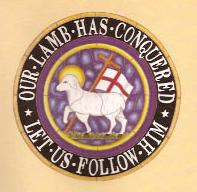 OUR · LAMB · HAS · CONQUERED
LET · US · FOLLOW · HIM